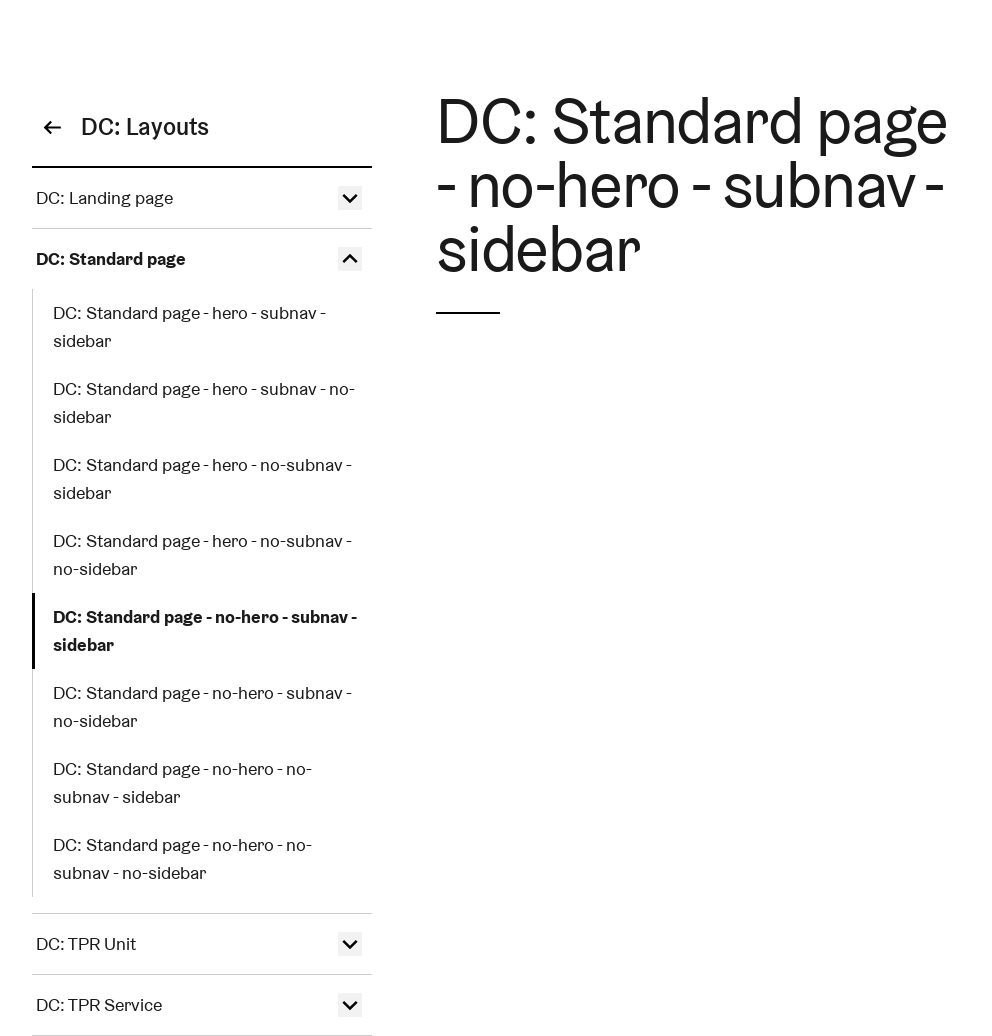 DC: Layouts
DC: Landing page
DC: Standard page
DC: Standard page - hero - subnav -
sidebar
DC: Standard page - hero - subnav - no-
sidebar
DC: Standard page - hero - no-subnav -
sidebar
DC: Standard page - hero - no-subnav -
no-sidebar
DC: Standard page - no-hero - subnav -
sidebar
DC: Standard page - no-hero - subnav -
no-sidebar
DC: Standard page - no-hero - no-
subnav - sidebar
DC: Standard page - no-hero - no-
subnav - no-sidebar
DC: TPR Unit
DC: TPR Service
DC: Standard page
- no-hero - subnav -
sidebar